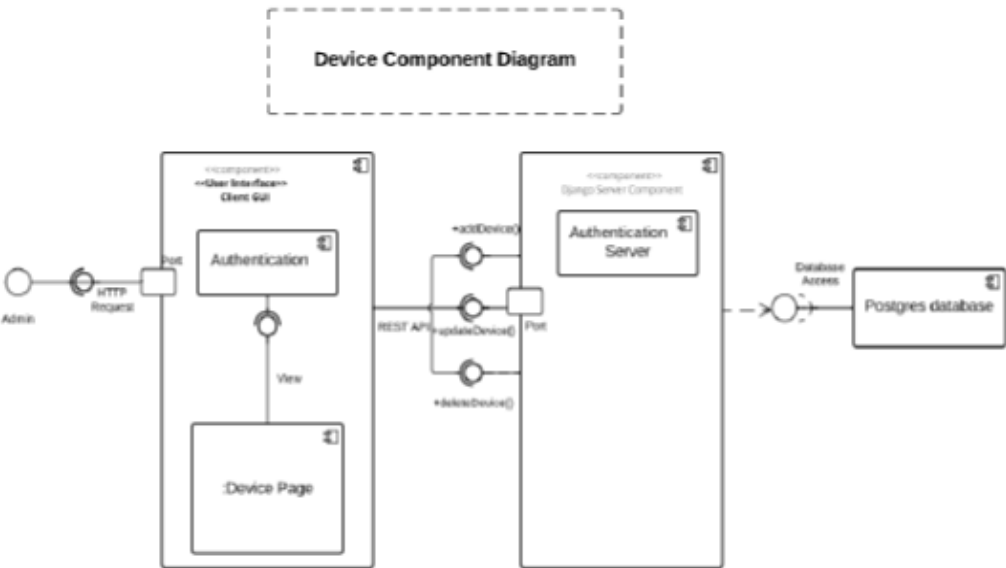 Device Component Diagram
<<component>>
<<User Interface>>
Client GUI
Authentication
Port
HTTP
Request
Admin
View
:Device Page
REST API
+addDevice()
+updateDevice()
+deleteDevice()
Port
<<component>>
Django Server Component
Authentication
Server
Database
Access
Postgres database